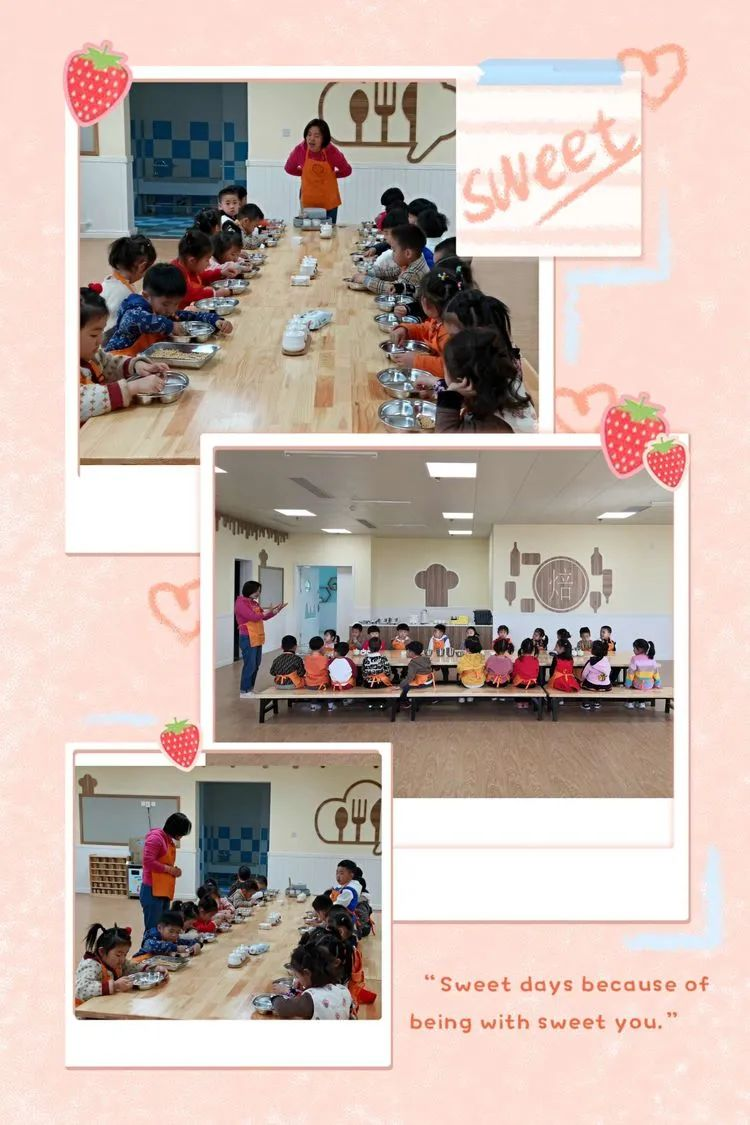 sweet
焙
“Sweet days because of
being with sweet you.”